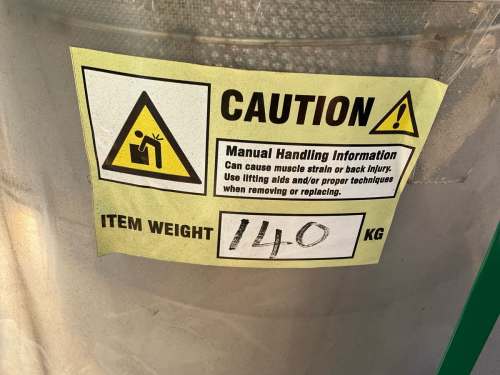 CAUTION
Manual Handling Information
Can cause muscle strain or back injury.
Use lifting aids and/or proper techniques
when removing or replacing.
ITEM WEIGHT 140 KG